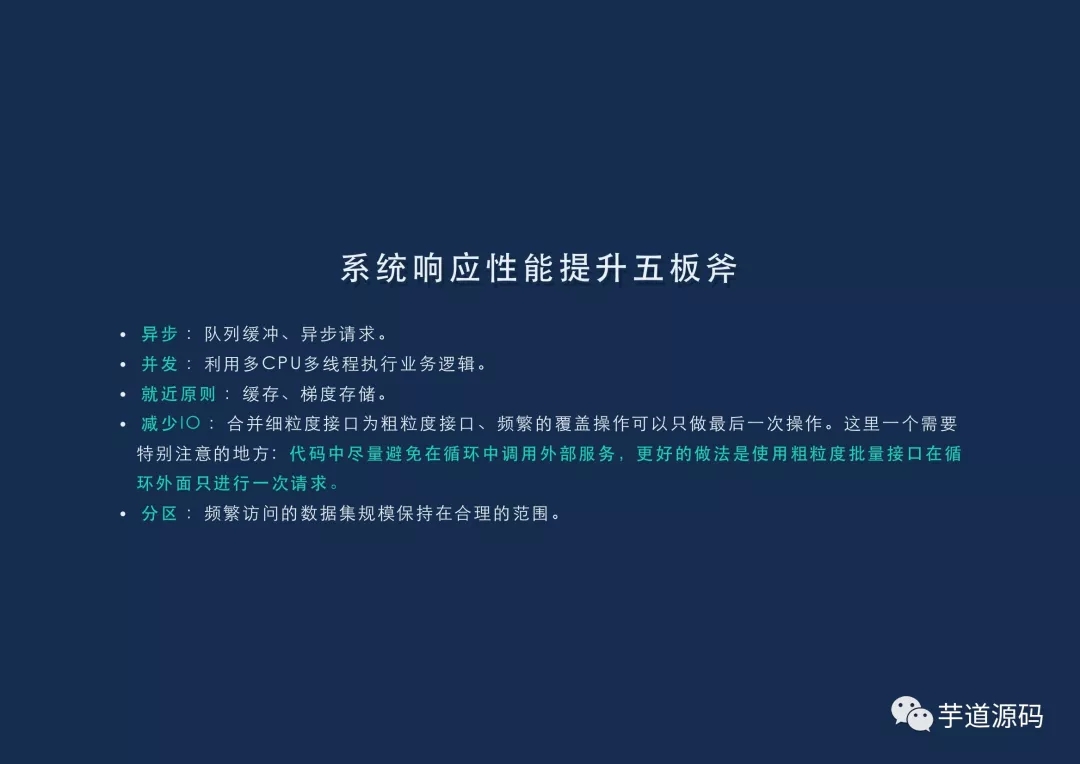 系统响应性能提升五板斧
• 异步：队列缓冲、异步请求。
• 并发：利用多CPU多线程执行业务逻辑。
• 就近原则：缓存、梯度存储。
• 减少IO：合并细粒度接口为粗粒度接口、频繁的覆盖操作可以只做最后一次操作。这里一个需要
特别注意的地方：代码中尽量避免在循环中调用外部服务，更好的做法是使用粗粒度批量接口在循
环外面只进行一次请求。
• 分区：频繁访问的数据集规模保持在合理的范围。
芋道源码